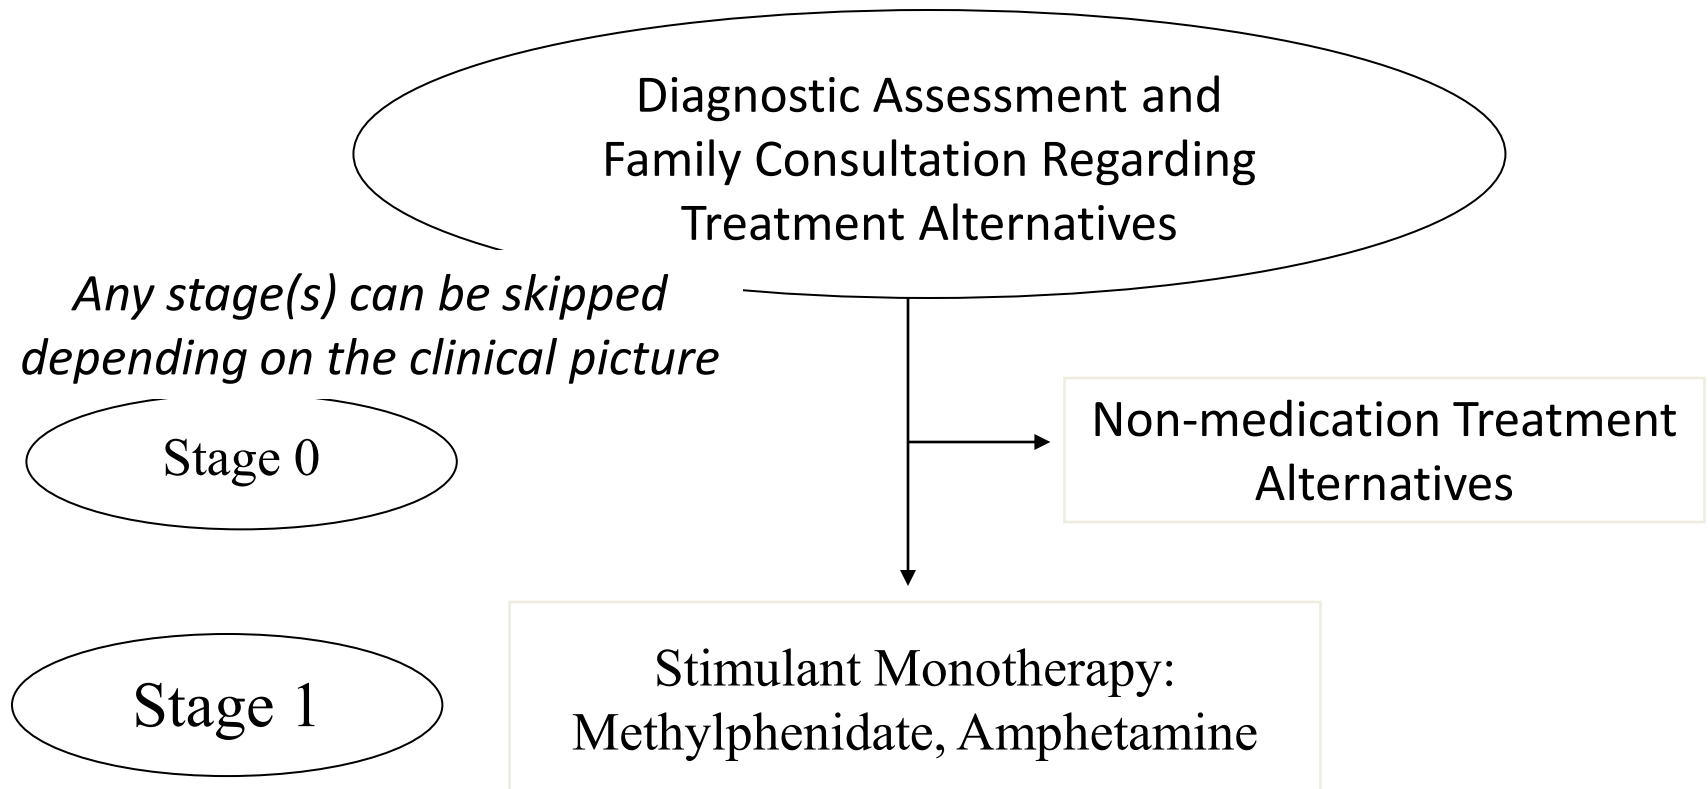 Diagnostic Assessment and
Family Consultation Regarding
Treatment Alternatives
Any stage(s) can be skipped
depending on the clinical picture
Stage 0
Non-medication Treatment
Alternatives
Stage 1
Stimulant Monotherapy:
Methylphenidate, Amphetamine